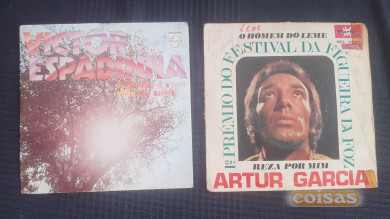 VICTOR
ESPADINHA
O HOMEM DO LEME
1º PRÉMIO DO FESTIVAL DA FIGUEIRA DA FOZ
REZA POR MIM
ARTUR GARCIA
coisas